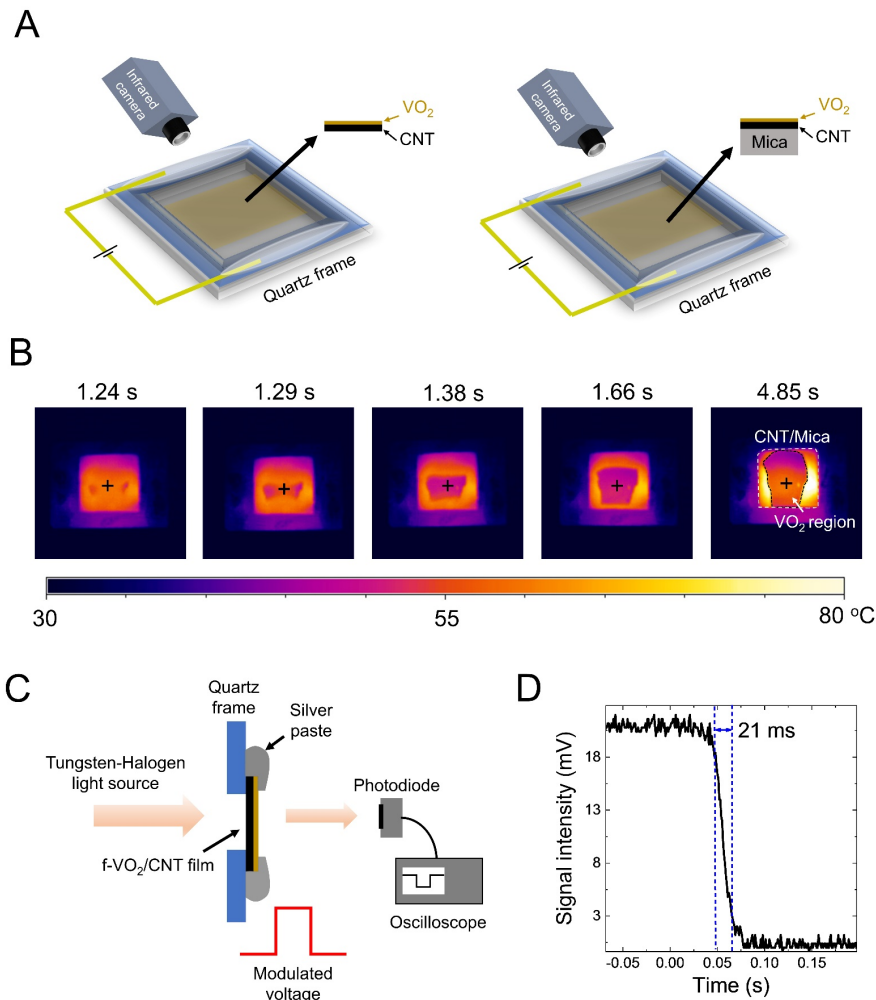 A
Infrared
camera
VO₂
CNT
Quartz frame
Infrared
camera
VO₂
CNT
Mica
Quartz frame
B
1.24 s
1.29 s
1.38 s
1.66 s
4.85 s
CNT/Mica
VO₂ region
30
55
80 ºC
C
Quartz
frame
Silver
paste
Tungsten-Halogen
light source
Photodiode
f-VO₂/CNT film
Oscilloscope
Modulated
voltage
D
21 ms
18
13
8
3
Signal intensity (mV)
-0.05 0.00 0.05 0.10 0.15
Time (s)